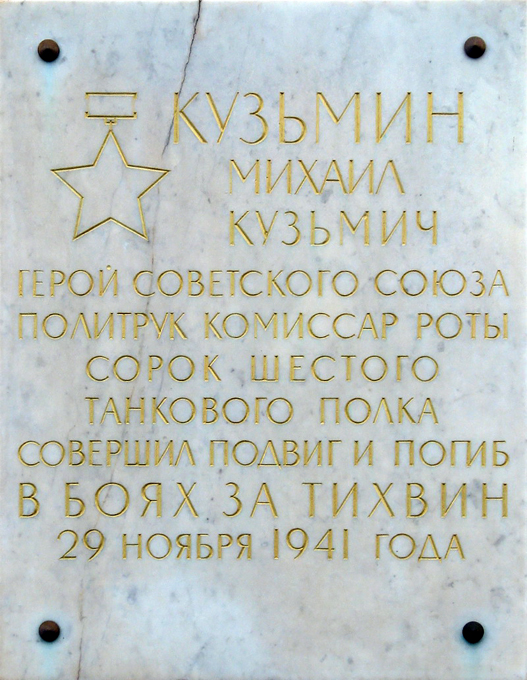 КУЗЬМИН
МИХАИЛ
КУЗЬМИЧ
ГЕРОЙ СОВЕТСКОГО СОЮЗА
ПОЛИТРУК КОМИССАР РОТЫ
СОРОК ШЕСТОГО
ТАНКОВОГО ПОЛКА
СОВЕРШИЛ ПОДВИГ И ПОГИБ
В БОЯХ ЗА ТИХВИН
29 НОЯБРЯ 1941 ГОДА